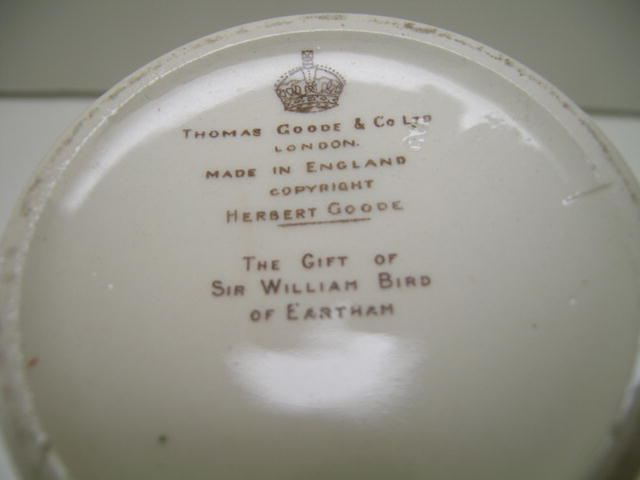 THOMAS GOODE & CO LTD
LONDON.
MADE IN ENGLAND
COPYRIGHT
HERBERT GOODE
THE GIFT OF
SIR WILLIAM BIRD
OF EARTHAM